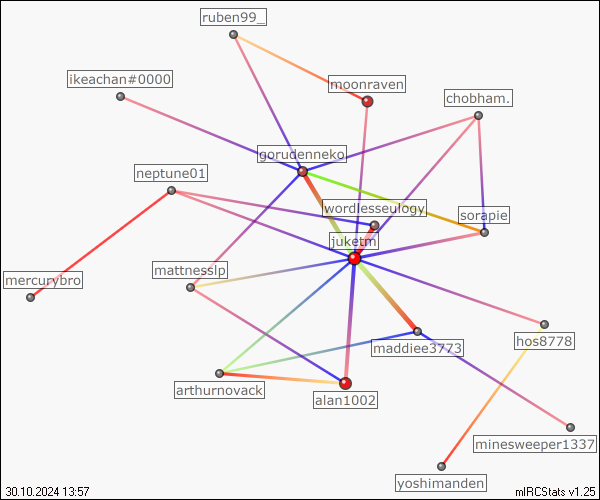 ruben99_
ikeachan#0000
moonraven
chobham.
gorudenneko
neptune01
wordlesseulogy
sorapie
juketm
mattnesslp
mercurybro
hos8778
maddiee3773
arthurnovack
alan1002
minesweeper1337
yoshimanden
30.10.2024 13:57
mIRCStats v1.25